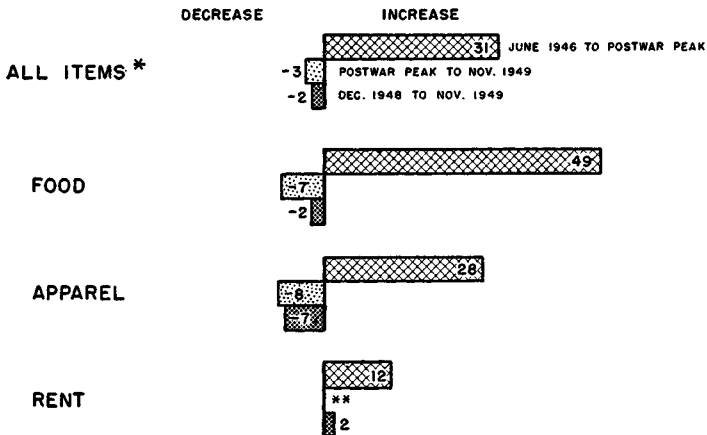 DECREASE INCREASE
31 JUNE 1946 TO POSTWAR PEAK
ALL ITEMS* -3 POSTWAR PEAK TO NOV. 1949
-2 DEC. 1948 TO NOV. 1949
49
FOOD -7
-2
28
APPAREL -8
-7
12
RENT **
2